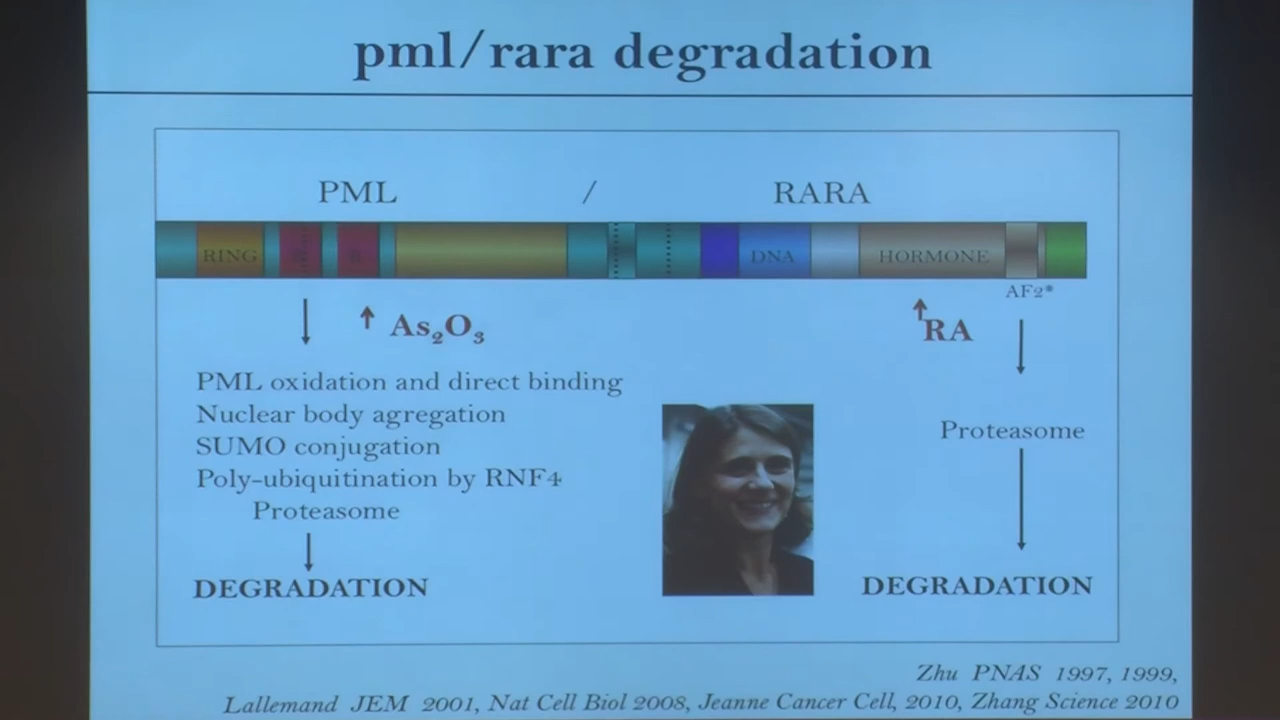 pml/rara degradation
PML / RARA
RING DNA HORMONE
AF2*
As₂O₃ RA
PML oxidation and direct binding
Nuclear body agregation
SUMO conjugation
Poly-ubiquitination by RNF4
Proteasome
DEGRADATION
Proteasome
DEGRADATION
Zhu PNAS 1997, 1999,
Lallemand JEM 2001, Nat Cell Biol 2008, Jeanne Cancer Cell, 2010, Zhang Science 2010